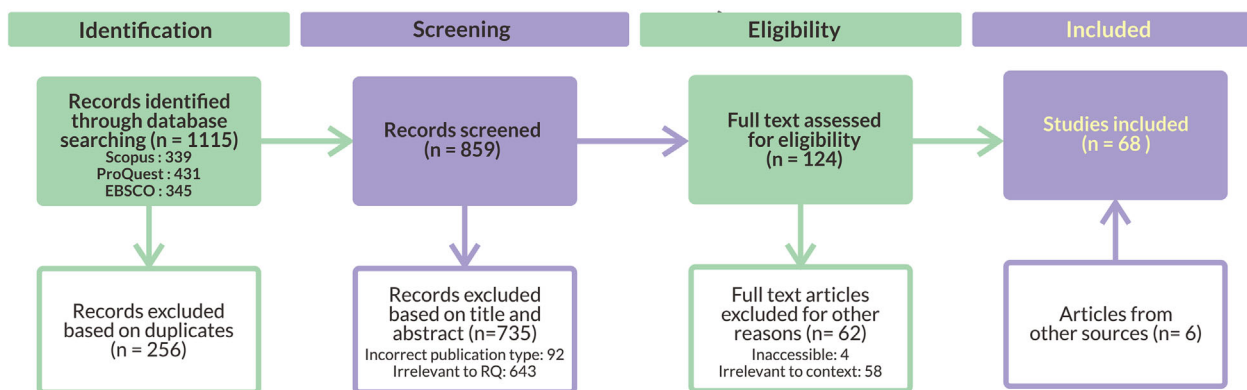 Identification
Screening
Eligibility
Included
Records identified
through database
searching (n = 1115)
Scopus : 339
ProQuest : 431
EBSCO : 345
Records screened
(n = 859)
Full text assessed
for eligibility
(n = 124)
Studies included
(n = 68 )
Records excluded
based on duplicates
(n = 256)
Records excluded
based on title and
abstract (n=735)
Incorrect publication type: 92
Irrelevant to RQ: 643
Full text articles
excluded for other
reasons (n= 62)
Inaccessible: 4
Irrelevant to context: 58
Articles from
other sources (n= 6)